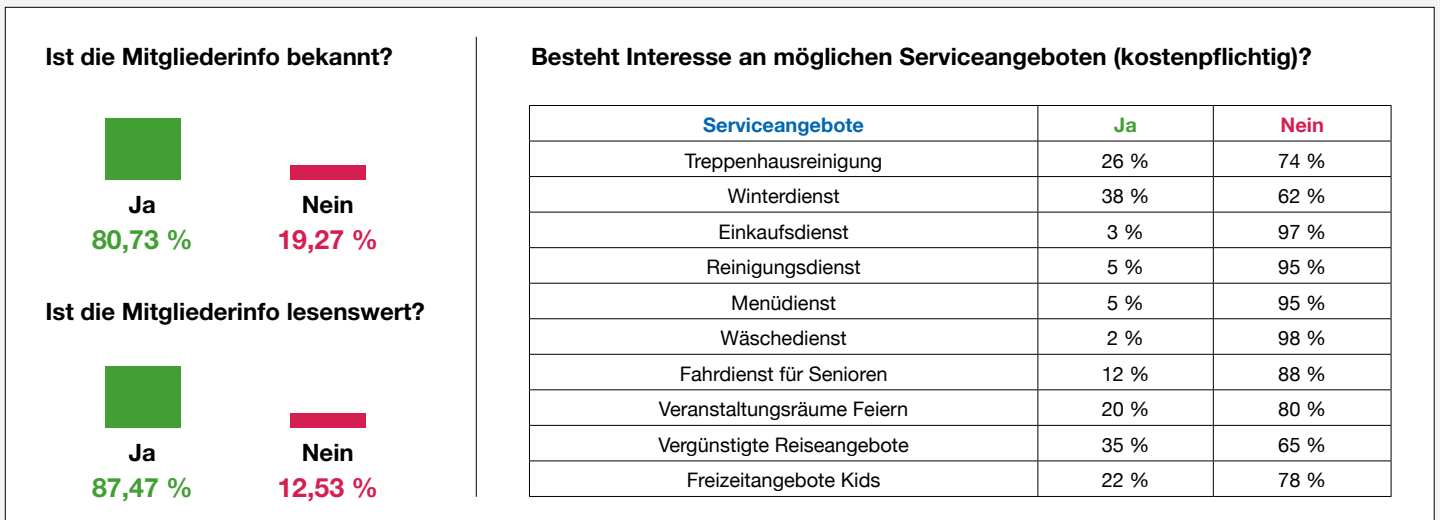 Ist die Mitgliederinfo bekannt?
Ja Nein
80,73 % 19,27 %
Ist die Mitgliederinfo lesenswert?
Ja Nein
87,47 % 12,53 %
Besteht Interesse an möglichen Serviceangeboten (kostenpflichtig)?
Serviceangebote Ja Nein
Treppenhausreinigung 26 % 74 %
Winterdienst 38 % 62 %
Einkaufsdienst 3 % 97 %
Reinigungsdienst 5 % 95 %
Menüdienst 5 % 95 %
Wäschedienst 2 % 98 %
Fahrdienst für Senioren 12 % 88 %
Veranstaltungsräume Feiern 20 % 80 %
Vergünstigte Reiseangebote 35 % 65 %
Freizeitangebote Kids 22 % 78 %